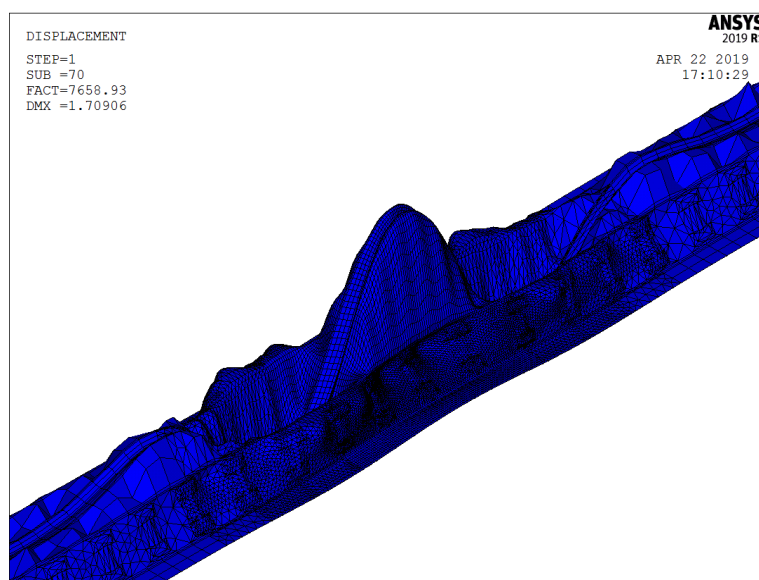 DISPLACEMENT
STEP=1
SUB =70
FACT=7658.93
DMX =1.70906
ANSYS
2019 R
APR 22 2019
17:10:29